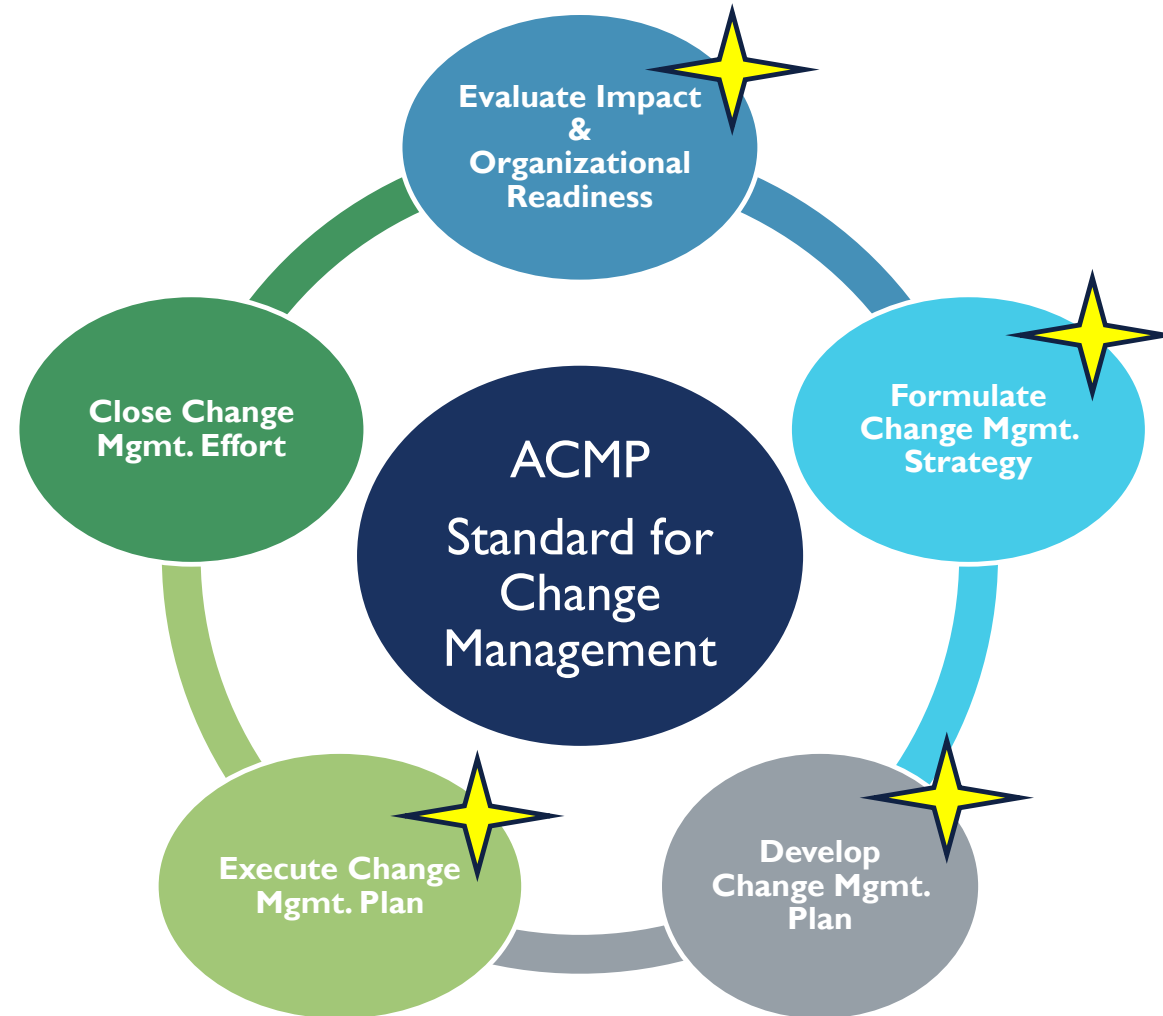 Evaluate Impact
&
Organizational
Readiness
Formulate
Change Mgmt.
Strategy
Close Change
Mgmt. Effort
ACMP
Standard for
Change
Management
Develop
Change Mgmt.
Plan
Execute Change
Mgmt. Plan